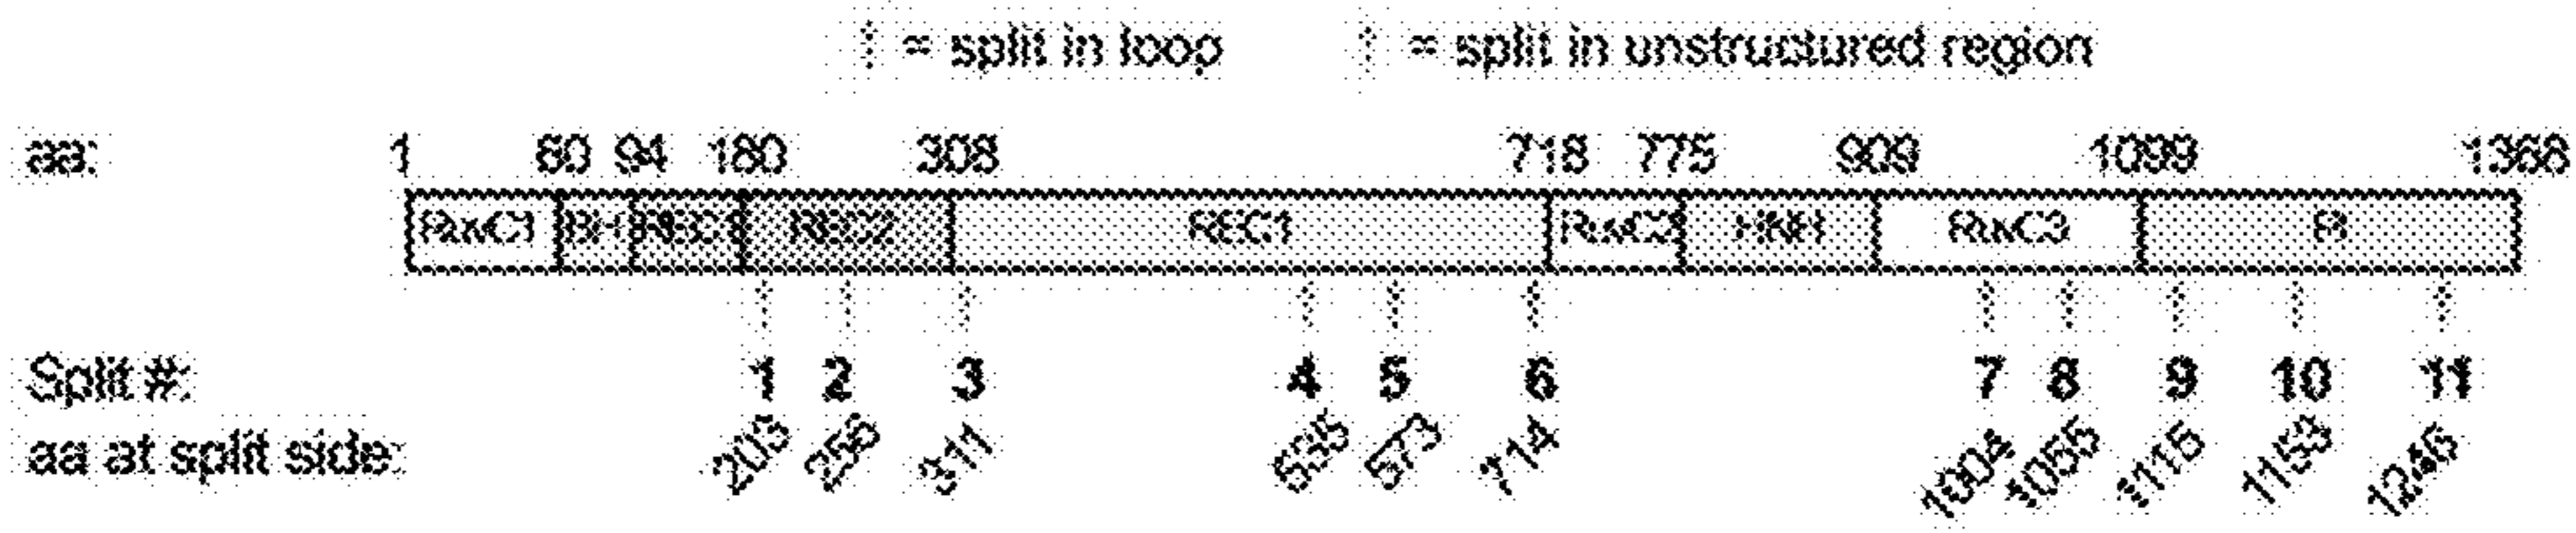 = split in loop = split in unstructured region
aa: 1 60 94 180 308 718 775 909 1099 1368
RuvC1 BH REC1 REC2 REC1 RuvC2 HNH RuvC3 PI
Split #: 1 2 3 4 5 6 7 8 9 10 11
aa at split side: 203 256 311 535 573 714 1004 1055 1115 1153 1246